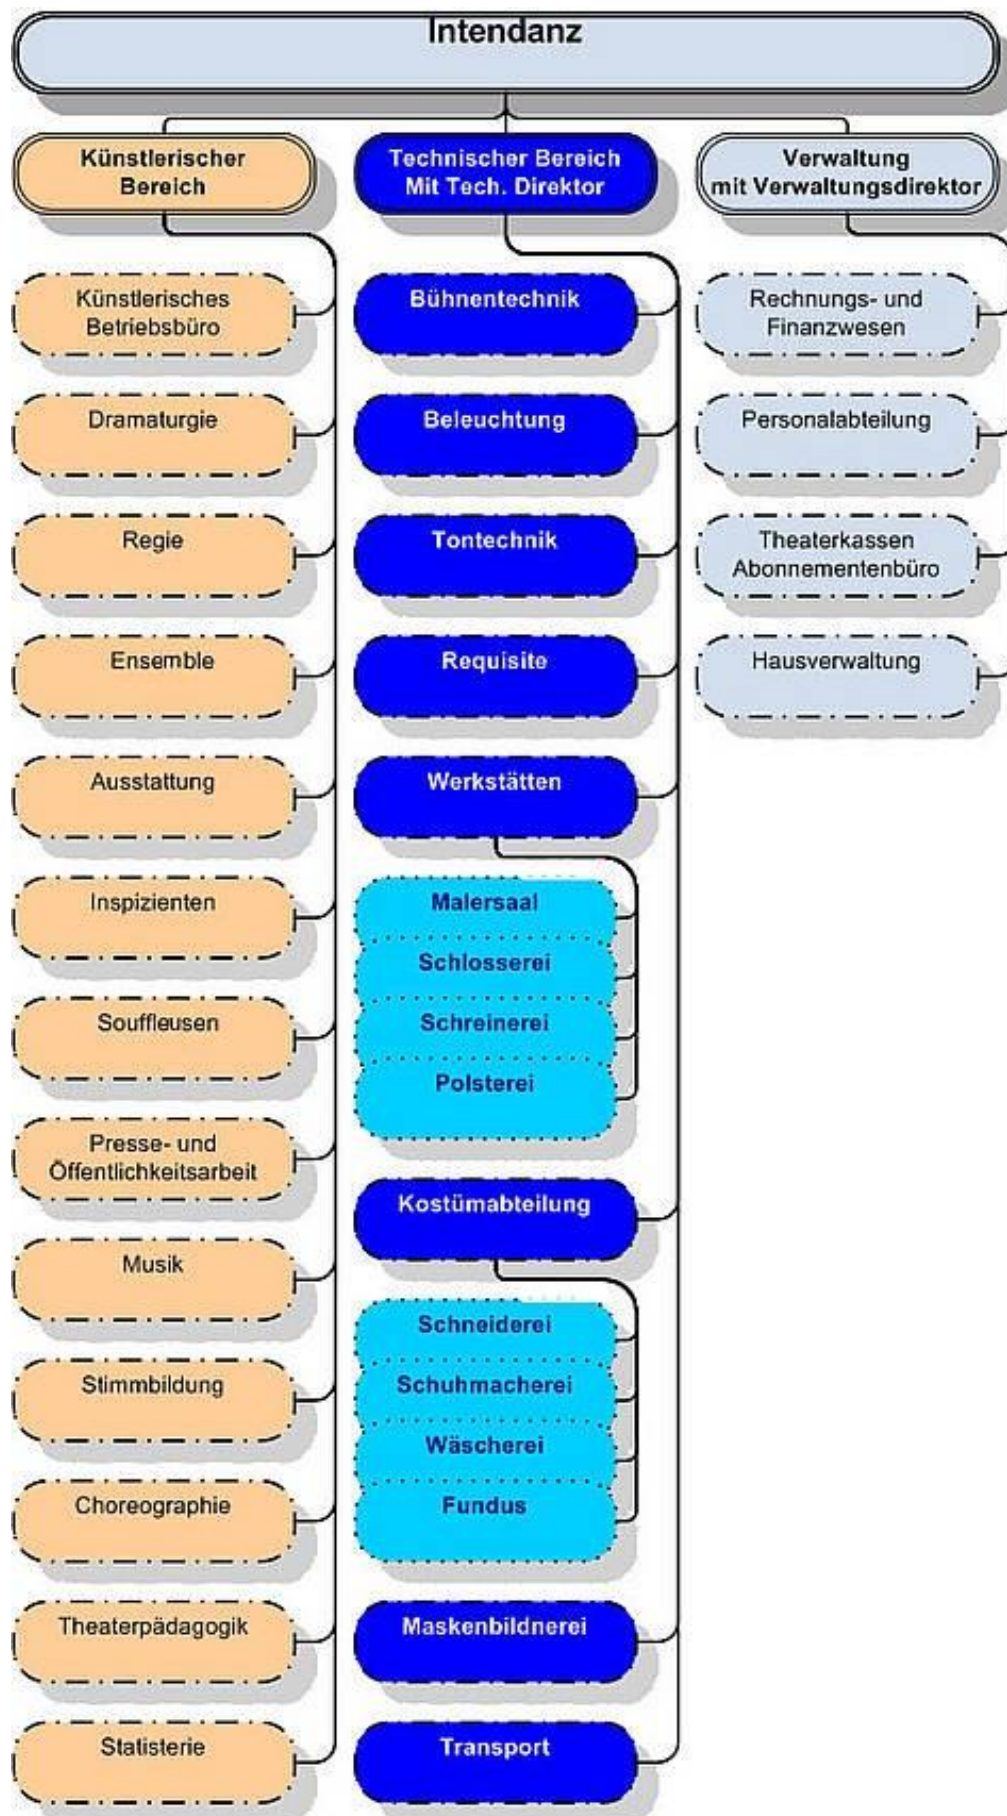 Intendanz
Künstlerischer
Bereich
Künstlerisches
Betriebsbüro
Dramaturgie
Regie
Ensemble
Ausstattung
Inspizienten
Souffleusen
Presse- und
Öffentlichkeitsarbeit
Musik
Stimmbildung
Choreographie
Theaterpädagogik
Statisterie
Technischer Bereich
Mit Tech. Direktor
Bühnentechnik
Beleuchtung
Tontechnik
Requisite
Werkstätten
Malersaal
Schlosserei
Schreinerei
Polsterei
Kostümabteilung
Schneiderei
Schuhmacherei
Wäscherei
Fundus
Maskenbildnerei
Transport
Verwaltung
mit Verwaltungsdirektor
Rechnungs- und
Finanzwesen
Personalabteilung
Theaterkassen
Abonnementenbüro
Hausverwaltung